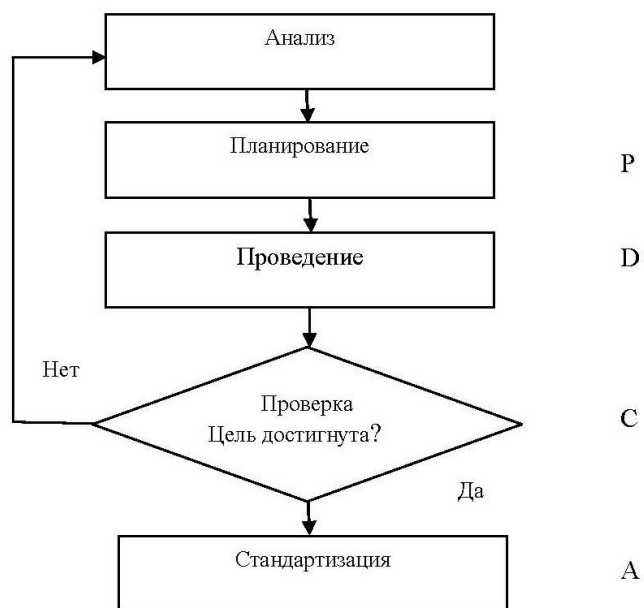 Анализ
Планирование
P
Проведение
D
Нет
Проверка
Цель достигнута?
C
Да
Стандартизация
A